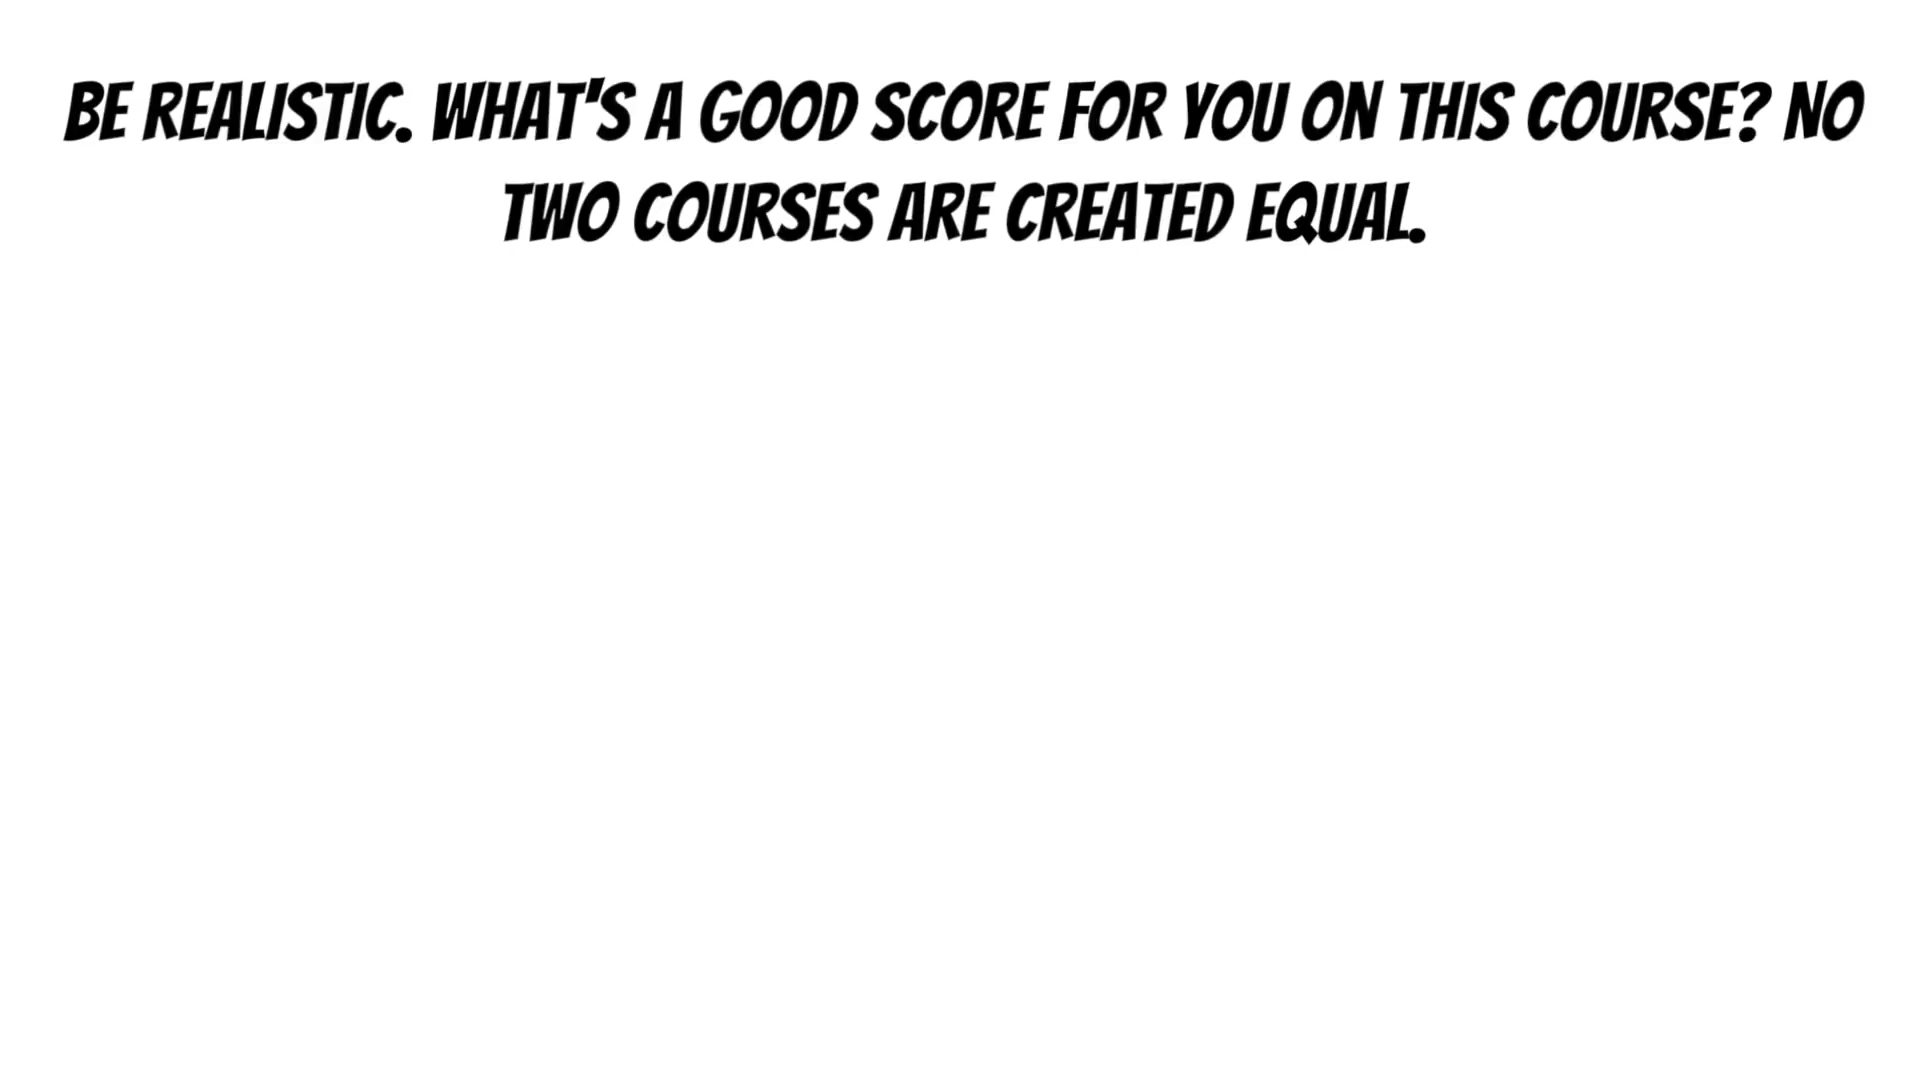 BE REALISTIC. WHAT'S A GOOD SCORE FOR YOU ON THIS COURSE? NO
TWO COURSES ARE CREATED EQUAL.